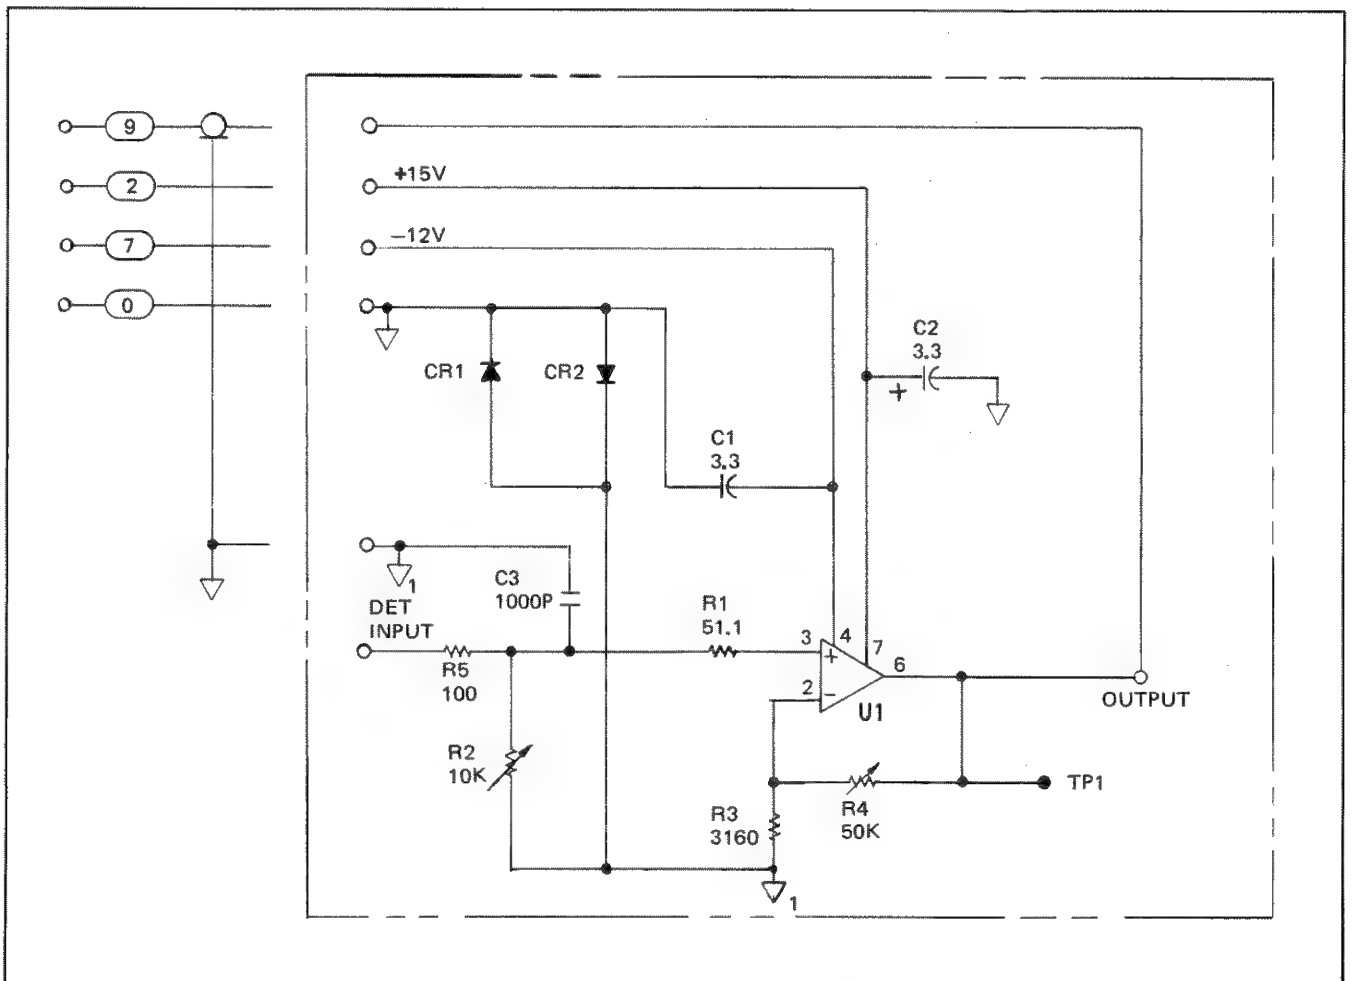 9
2
+15V
7
−12V
0
C2
3.3
+
CR1
CR2
C1
3.3
1
C3
1000P
DET
INPUT
R1
51.1
3
4
7
+
6
R5
100
2
−
U1
OUTPUT
R2
10K
TP1
R3
3160
R4
50K
1